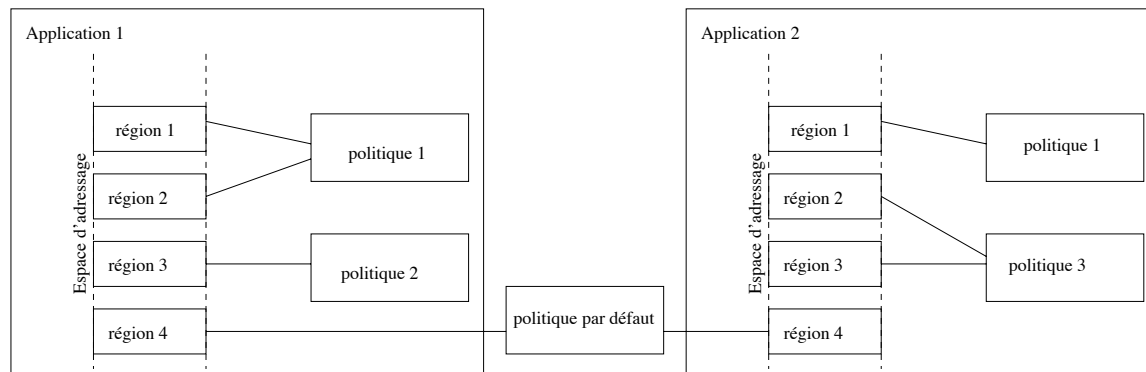 Application 1
Espace d'adressage
région 1
région 2
région 3
région 4
politique 1
politique 2
politique par défaut
Application 2
Espace d'adressage
région 1
région 2
région 3
région 4
politique 1
politique 3